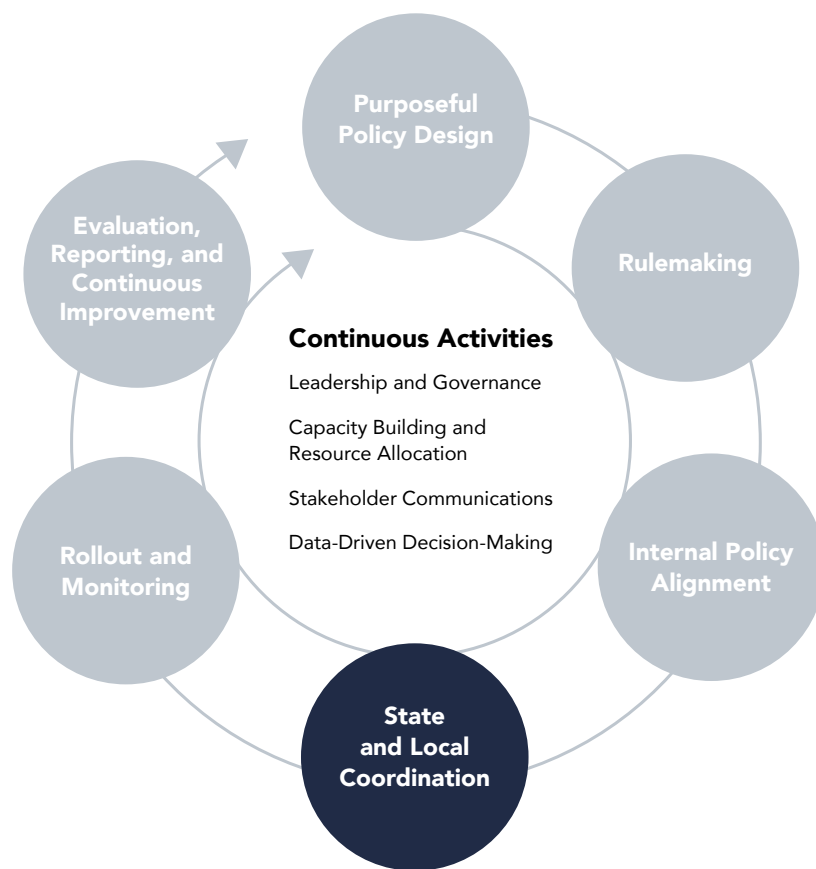 Purposeful
Policy Design
Rulemaking
Internal Policy
Alignment
State
and Local
Coordination
Rollout and
Monitoring
Evaluation,
Reporting, and
Continuous
Improvement
Continuous Activities
Leadership and Governance
Capacity Building and
Resource Allocation
Stakeholder Communications
Data-Driven Decision-Making